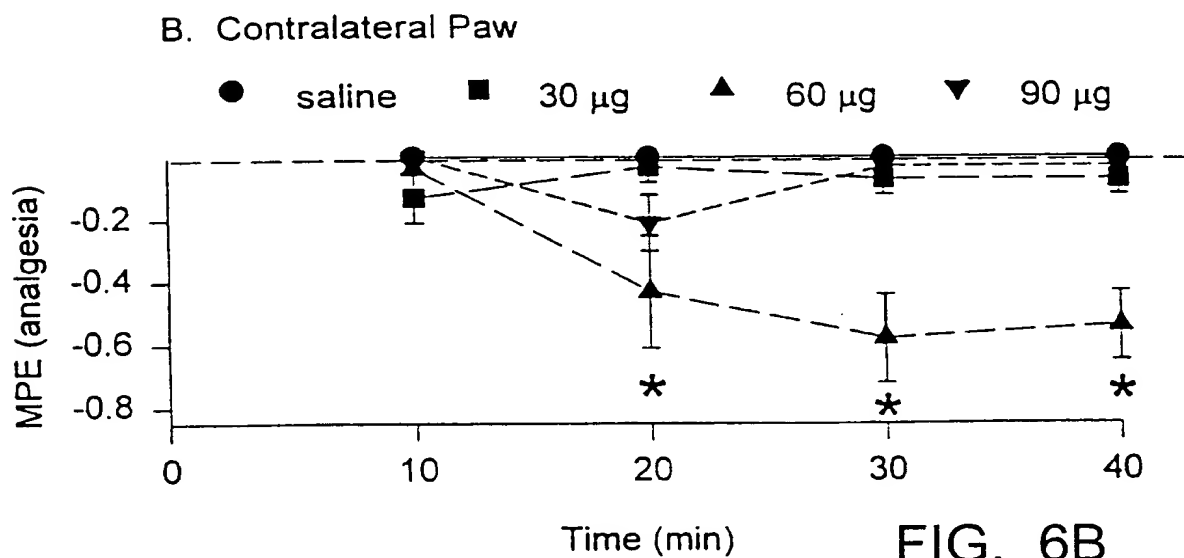 B. Contralateral Paw
● saline ■ 30 µg ▲ 60 µg ▼ 90 µg
MPE (analgesia)
-0.2
-0.4
-0.6
-0.8
* * *
0 10 20 30 40
Time (min)
FIG. 6B